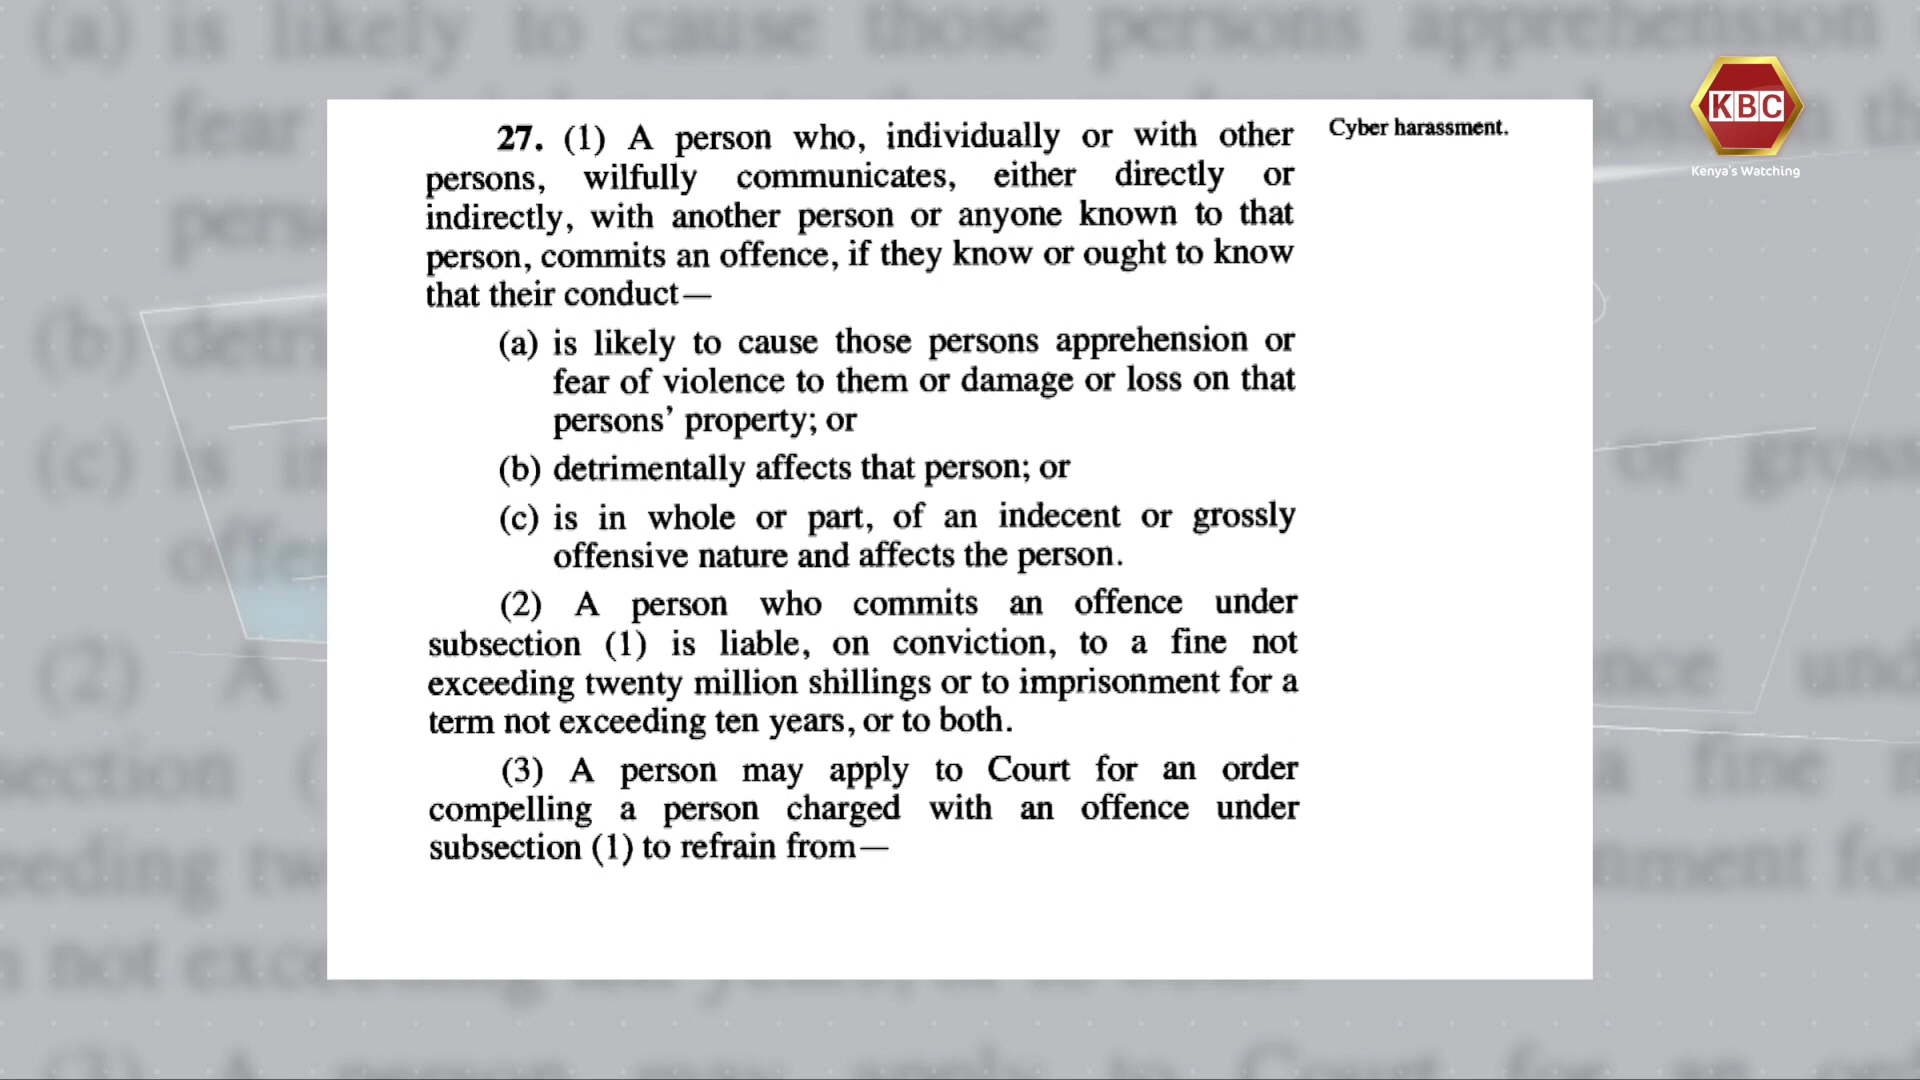 27. (1) A person who, individually or with other
persons, wilfully communicates, either directly or
indirectly, with another person or anyone known to that
person, commits an offence, if they know or ought to know
that their conduct—
(a) is likely to cause those persons apprehension or
fear of violence to them or damage or loss on that
persons’ property; or
(b) detrimentally affects that person; or
(c) is in whole or part, of an indecent or grossly
offensive nature and affects the person.
(2) A person who commits an offence under
subsection (1) is liable, on conviction, to a fine not
exceeding twenty million shillings or to imprisonment for a
term not exceeding ten years, or to both.
(3) A person may apply to Court for an order
compelling a person charged with an offence under
subsection (1) to refrain from—
Cyber harassment.
KBC
Kenya's Watching